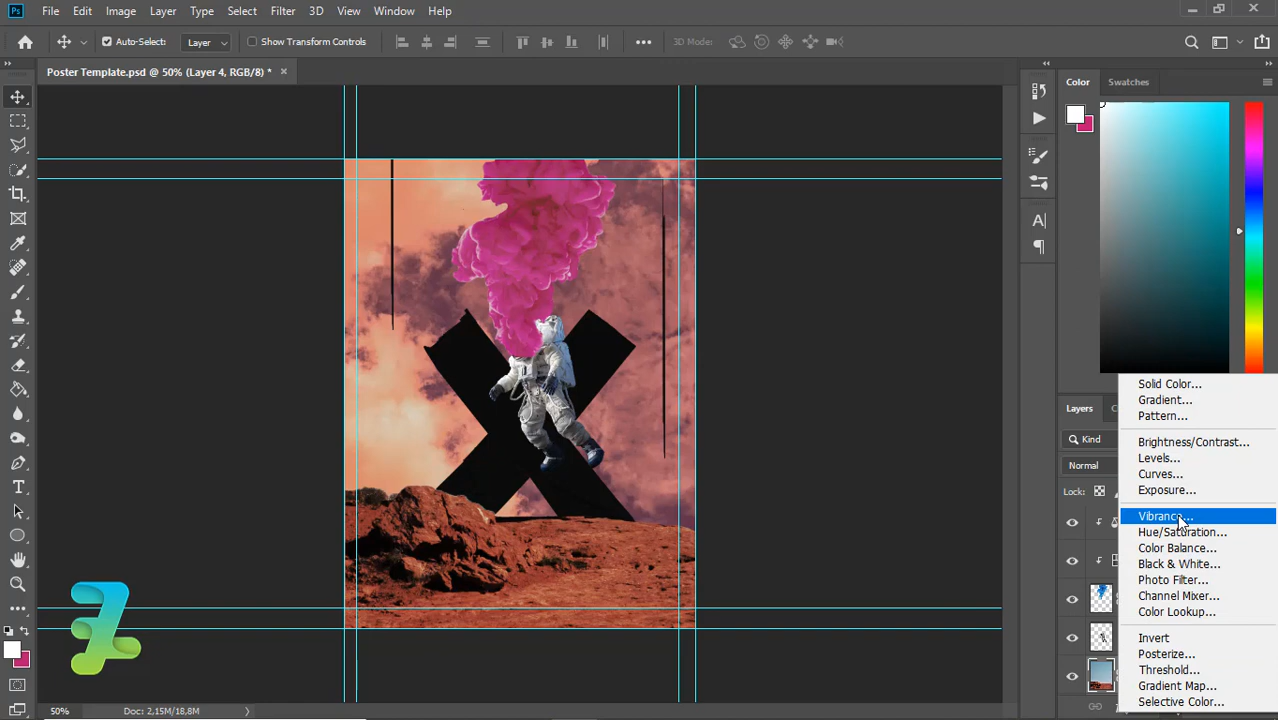 Ps File Edit Image Layer Type Select Filter 3D View Window Help
Auto-Select: Layer Show Transform Controls 3D Mode:
Poster Template.psd @ 50% (Layer 4, RGB/8) *
Color Swatches
A
T
Solid Color...
Gradient...
Pattern...
Layers
Kind
Brightness/Contrast...
Normal
Levels...
Curves...
Lock:
Exposure...
Vibrance...
Hue/Saturation...
Color Balance...
Black & White...
Photo Filter...
Channel Mixer...
Color Lookup...
Invert
Posterize...
Threshold...
Gradient Map...
Selective Color...
50% Doc: 2,15M/18,8M